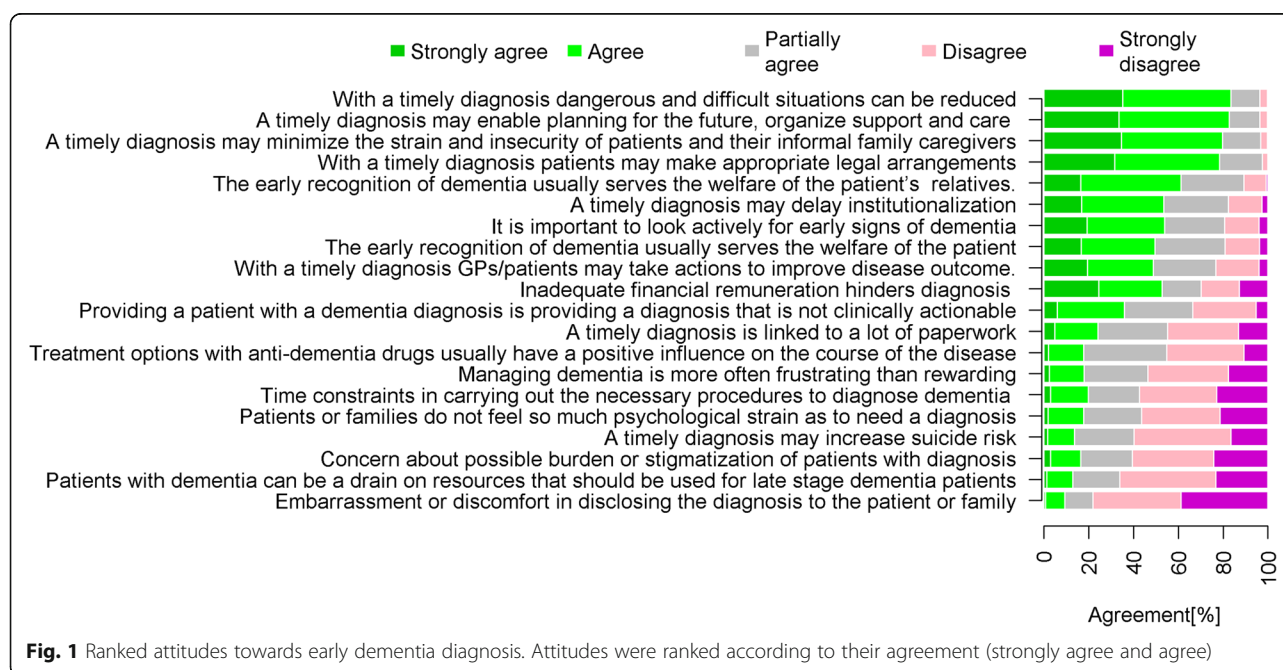 Strongly agree Agree Partially agree Disagree Strongly disagree
With a timely diagnosis dangerous and difficult situations can be reduced
A timely diagnosis may enable planning for the future, organize support and care
A timely diagnosis may minimize the strain and insecurity of patients and their informal family caregivers
With a timely diagnosis patients may make appropriate legal arrangements
The early recognition of dementia usually serves the welfare of the patient's relatives.
A timely diagnosis may delay institutionalization
It is important to look actively for early signs of dementia
The early recognition of dementia usually serves the welfare of the patient
With a timely diagnosis GPs/patients may take actions to improve disease outcome.
Inadequate financial remuneration hinders diagnosis
Providing a patient with a dementia diagnosis is providing a diagnosis that is not clinically actionable
A timely diagnosis is linked to a lot of paperwork
Treatment options with anti-dementia drugs usually have a positive influence on the course of the disease
Managing dementia is more often frustrating than rewarding
Time constraints in carrying out the necessary procedures to diagnose dementia
Patients or families do not feel so much psychological strain as to need a diagnosis
A timely diagnosis may increase suicide risk
Concern about possible burden or stigmatization of patients with diagnosis
Patients with dementia can be a drain on resources that should be used for late stage dementia patients
Embarrassment or discomfort in disclosing the diagnosis to the patient or family
0 20 40 60 80 100
Agreement[%]
Fig. 1 Ranked attitudes towards early dementia diagnosis. Attitudes were ranked according to their agreement (strongly agree and agree)